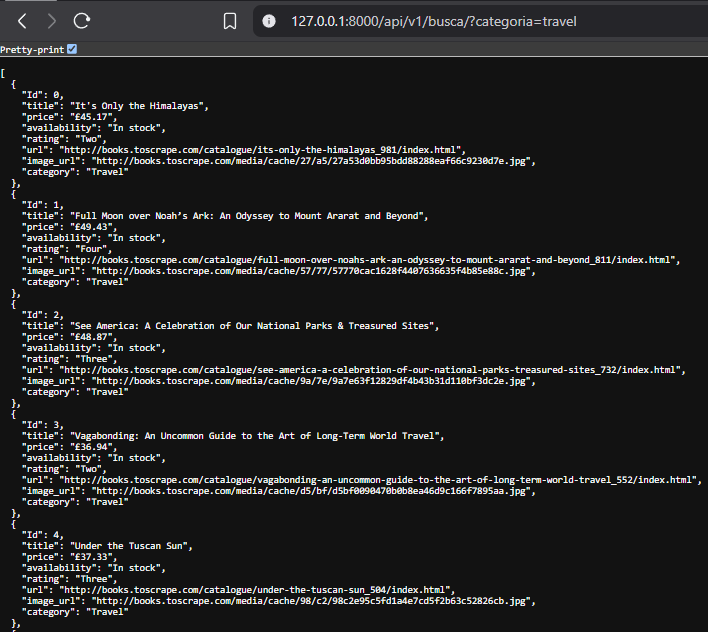 127.0.0.1:8000/api/v1/busca/?categoria=travel
Pretty-print
[
{
"Id": 0,
"title": "It's Only the Himalayas",
"price": "£45.17",
"availability": "In stock",
"rating": "Two",
"url": "http://books.toscrape.com/catalogue/its-only-the-himalayas_981/index.html",
"image_url": "http://books.toscrape.com/media/cache/27/a5/27a53d0bb95bdd88288eaf66c9230d7e.jpg",
"category": "Travel"
},
{
"Id": 1,
"title": "Full Moon over Noah’s Ark: An Odyssey to Mount Ararat and Beyond",
"price": "£49.43",
"availability": "In stock",
"rating": "Four",
"url": "http://books.toscrape.com/catalogue/full-moon-over-noahs-ark-an-odyssey-to-mount-ararat-and-beyond_811/index.html",
"image_url": "http://books.toscrape.com/media/cache/57/77/57770cac1628f4407636635f4b85e88c.jpg",
"category": "Travel"
},
{
"Id": 2,
"title": "See America: A Celebration of Our National Parks & Treasured Sites",
"price": "£48.87",
"availability": "In stock",
"rating": "Three",
"url": "http://books.toscrape.com/catalogue/see-america-a-celebration-of-our-national-parks-treasured-sites_732/index.html",
"image_url": "http://books.toscrape.com/media/cache/9a/7e/9a7e63f12829df4b43b31d110bf3dc2e.jpg",
"category": "Travel"
},
{
"Id": 3,
"title": "Vagabonding: An Uncommon Guide to the Art of Long-Term World Travel",
"price": "£36.94",
"availability": "In stock",
"rating": "Two",
"url": "http://books.toscrape.com/catalogue/vagabonding-an-uncommon-guide-to-the-art-of-long-term-world-travel_552/index.html",
"image_url": "http://books.toscrape.com/media/cache/d5/bf/d5bf0090470b0b8ea46d9c166f7895aa.jpg",
"category": "Travel"
},
{
"Id": 4,
"title": "Under the Tuscan Sun",
"price": "£37.33",
"availability": "In stock",
"rating": "Three",
"url": "http://books.toscrape.com/catalogue/under-the-tuscan-sun_504/index.html",
"image_url": "http://books.toscrape.com/media/cache/98/c2/98c2e95c5fd1a4e7cd5f2b63c52826cb.jpg",
"category": "Travel"
},